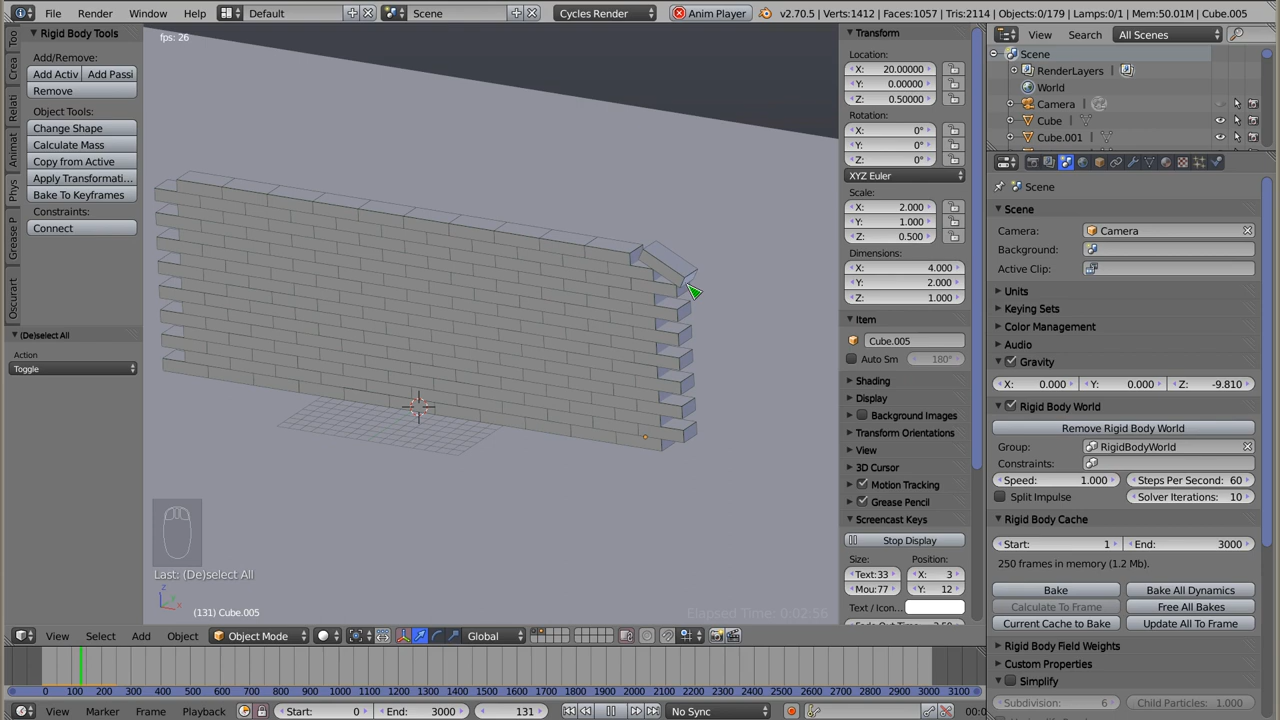 File Render Window Help Default Scene Cycles Render Anim Player v2.70.5 | Verts:1412 | Faces:1057 | Tris:2114 | Objects:0/179 | Lamps:0/1 | Mem:50.01M | Cube.005
Rigid Body Tools
Add/Remove:
Add Activ Add Passi
Remove
Object Tools:
Change Shape
Calculate Mass
Copy from Active
Apply Transformati...
Bake To Keyframes
Constraints:
Connect
Too
Crea
Relati
Animat
Phys
Grease P
Oscurart
(De)select All
Action
Toggle
fps: 26
Last: (De)select All
(131) Cube.005
Elapsed Time: 0:02:56
Transform
Location:
X: 20.00000
Y: 0.00000
Z: 0.50000
Rotation:
X: 0°
Y: 0°
Z: 0°
XYZ Euler
Scale:
X: 2.000
Y: 1.000
Z: 0.500
Dimensions:
X: 4.000
Y: 2.000
Z: 1.000
Item
Cube.005
Auto Sm 180°
Shading
Display
Background Images
Transform Orientations
View
3D Cursor
Motion Tracking
Grease Pencil
Screencast Keys
Stop Display
Size: Position:
Text:33 X: 3
Mou:77 Y: 12
Text / Icon...
View Search All Scenes
Scene
RenderLayers
World
Camera
Cube
Cube.001
Scene
Scene
Camera: Camera
Background:
Active Clip:
Units
Keying Sets
Color Management
Audio
Gravity
X: 0.000 Y: 0.000 Z: -9.810
Rigid Body World
Remove Rigid Body World
Group: RigidBodyWorld
Constraints:
Speed: 1.000 Steps Per Second: 60
Split Impulse Solver Iterations: 10
Rigid Body Cache
Start: 1 End: 3000
250 frames in memory (1.2 Mb).
Bake Bake All Dynamics
Calculate To Frame Free All Bakes
Current Cache to Bake Update All To Frame
Rigid Body Field Weights
Custom Properties
Simplify
Subdivision: 6 Child Particles: 1.000
View Select Add Object Object Mode Global
0 100 200 300 400 500 600 700 800 900 1000 1100 1200 1300 1400 1500 1600 1700 1800 1900 2000 2100 2200 2300 2400 2500 2600 2700 2800 2900 3000 3100
View Marker Frame Playback Start: 0 End: 3000 131 No Sync